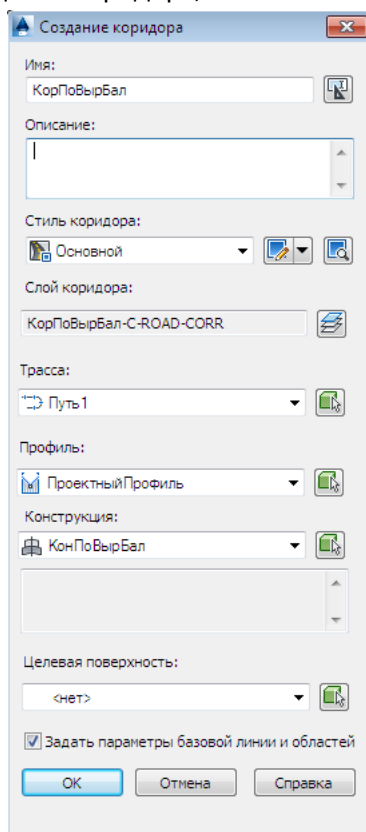 Создание коридора
Имя:
КорПоВырБал
Описание:
Стиль коридора:
Основной
Слой коридора:
КорПоВырБал-C-ROAD-CORR
Трасса:
Путь1
Профиль:
ПроектныйПрофиль
Конструкция:
КонПоВырБал
Целевая поверхность:
<нет>
Задать параметры базовой линии и областей
ОК Отмена Справка